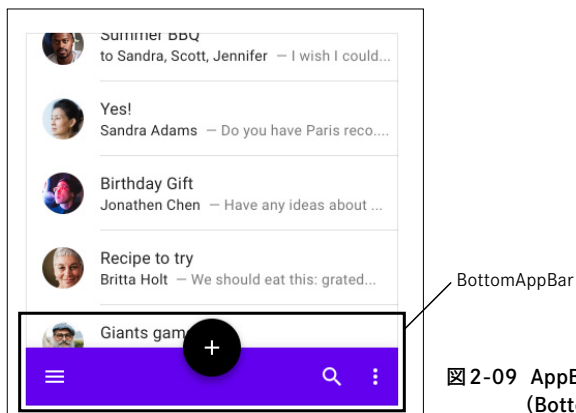 Summer BBQ
to Sandra, Scott, Jennifer — I wish I could...
Yes!
Sandra Adams — Do you have Paris reco....
Birthday Gift
Jonathen Chen — Have any ideas about ...
Recipe to try
Britta Holt — We should eat this: grated...
Giants gam
BottomAppBar
図2-09 AppB
(Botto